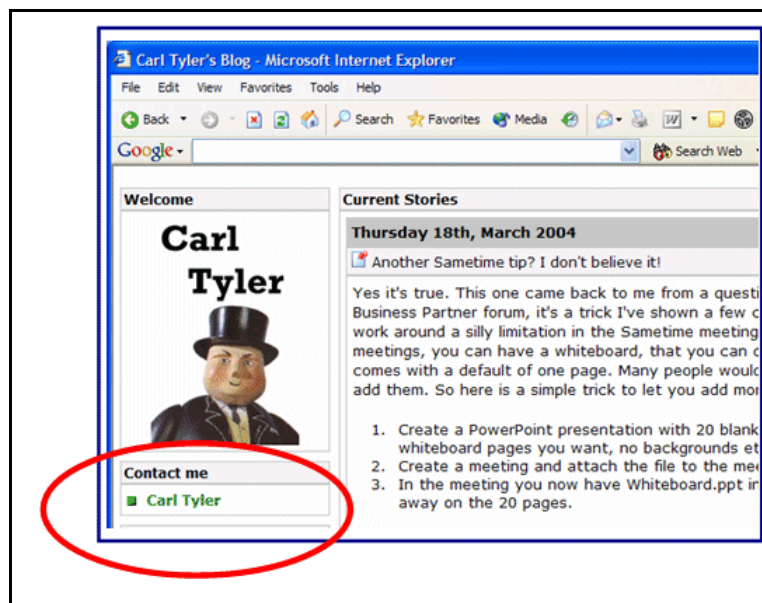 Carl Tyler's Blog - Microsoft Internet Explorer
File Edit View Favorites Tools Help
Back Search Favorites Media
Google Search Web
Welcome
Carl
Tyler
Contact me
Carl Tyler
Current Stories
Thursday 18th, March 2004
Another Sametime tip? I don't believe it!
Yes it's true. This one came back to me from a questi
Business Partner forum, it's a trick I've shown a few
work around a silly limitation in the Sametime meeting
meetings, you can have a whiteboard, that you can
comes with a default of one page. Many people would
add them. So here is a simple trick to let you add mor
1. Create a PowerPoint presentation with 20 blank
whiteboard pages you want, no backgrounds et
2. Create a meeting and attach the file to the mee
3. In the meeting you now have Whiteboard.ppt in
away on the 20 pages.